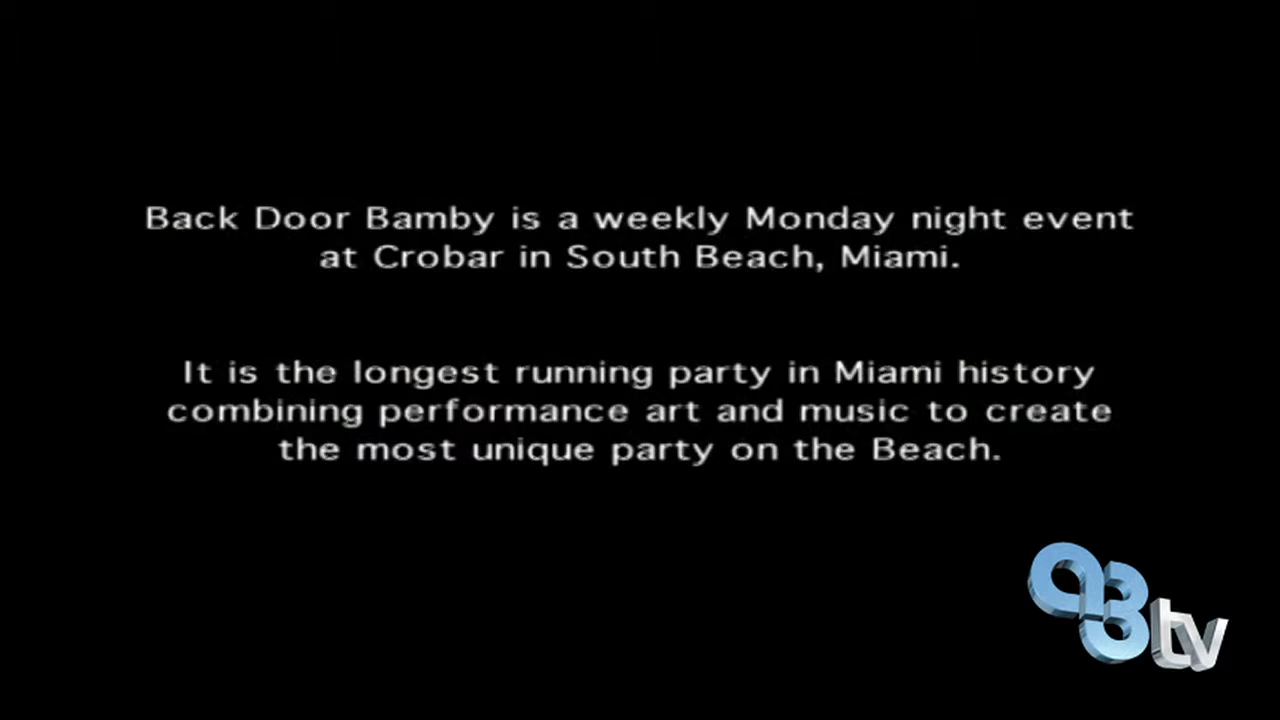 Back Door Bamby is a weekly Monday night event
at Crobar in South Beach, Miami.
It is the longest running party in Miami history
combining performance art and music to create
the most unique party on the Beach.
tv